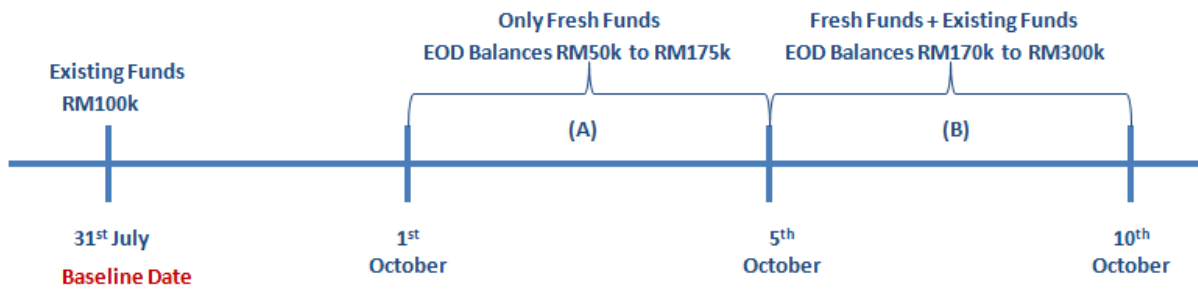 Only Fresh Funds
EOD Balances RM50k to RM175k
Fresh Funds + Existing Funds
EOD Balances RM170k to RM300k
Existing Funds
RM100k
(A)
(B)
31st July
Baseline Date
1st
October
5th
October
10th
October